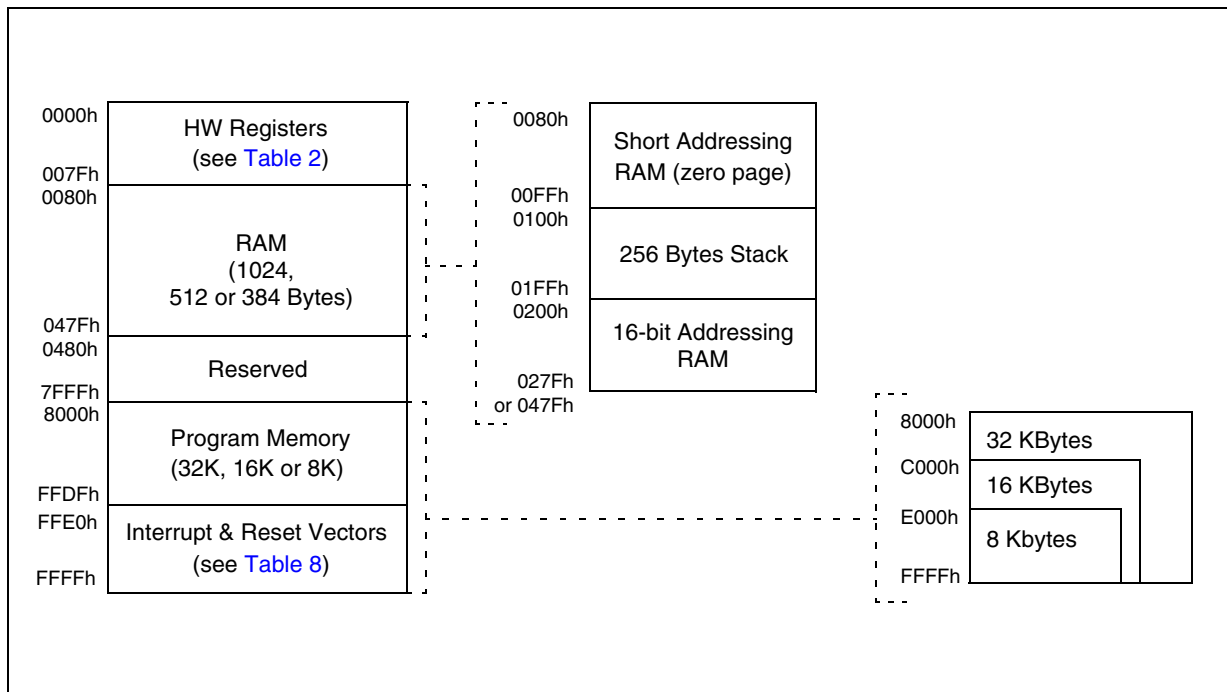 0000h
HW Registers
(see Table 2)
007Fh
0080h
RAM
(1024,
512 or 384 Bytes)
047Fh
0480h
Reserved
7FFFh
8000h
Program Memory
(32K, 16K or 8K)
FFDFh
FFE0h
Interrupt & Reset Vectors
(see Table 8)
FFFFh
0080h
Short Addressing
RAM (zero page)
00FFh
0100h
256 Bytes Stack
01FFh
0200h
16-bit Addressing
RAM
027Fh
or 047Fh
8000h
32 KBytes
C000h
16 KBytes
E000h
8 Kbytes
FFFFh